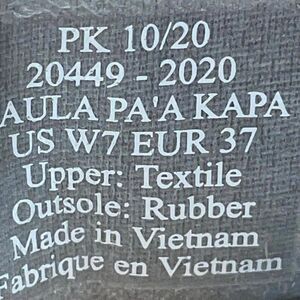 PK 10/20
20449 - 2020
AULA PA'A KAPA
US W7 EUR 37
Upper: Textile
Outsole: Rubber
Made in Vietnam
Fabrique en Vietnam